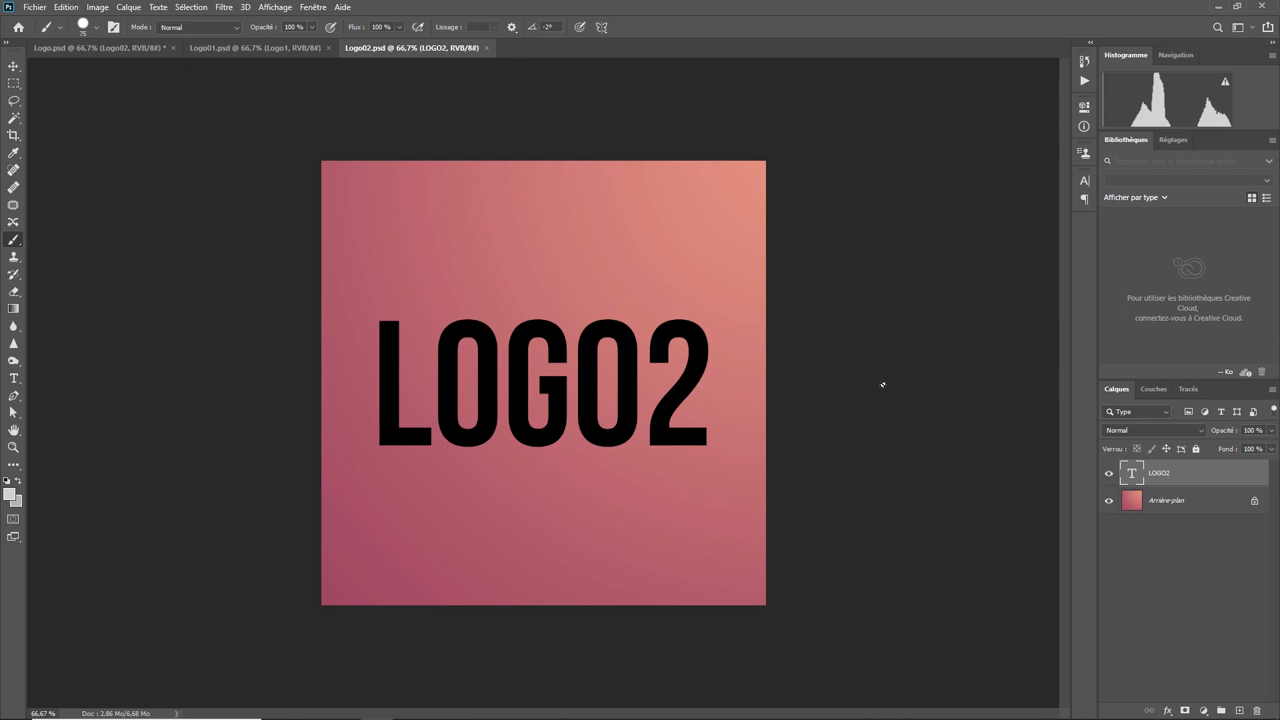 Ps Fichier Edition Image Calque Texte Sélection Filtre 3D Affichage Fenêtre Aide
75 Mode : Normal Opacité : 100 % Flux : 100 % Lissage : -2°
Logo.psd @ 66,7% (Logo02, RVB/8#) * × Logo01.psd @ 66,7% (Logo1, RVB/8#) × Logo02.psd @ 66,7% (LOGO2, RVB/8#) ×
Histogramme Navigation
Bibliothèques Réglages
Afficher par type
Pour utiliser les bibliothèques Creative
Cloud,
connectez-vous à Creative Cloud.
-- Ko
LOGO2
Calques Couches Tracés
Type
Normal Opacité : 100 %
Verrou : Fond : 100 %
T LOGO2
Arrière-plan
66,67 % Doc : 2,86 Mo/6,68 Mo